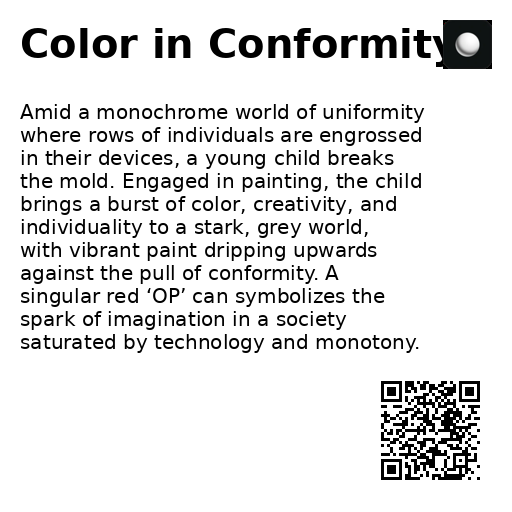 Color in Conformity
Amid a monochrome world of uniformity
where rows of individuals are engrossed
in their devices, a young child breaks
the mold. Engaged in painting, the child
brings a burst of color, creativity, and
individuality to a stark, grey world,
with vibrant paint dripping upwards
against the pull of conformity. A
singular red ‘OP’ can symbolizes the
spark of imagination in a society
saturated by technology and monotony.